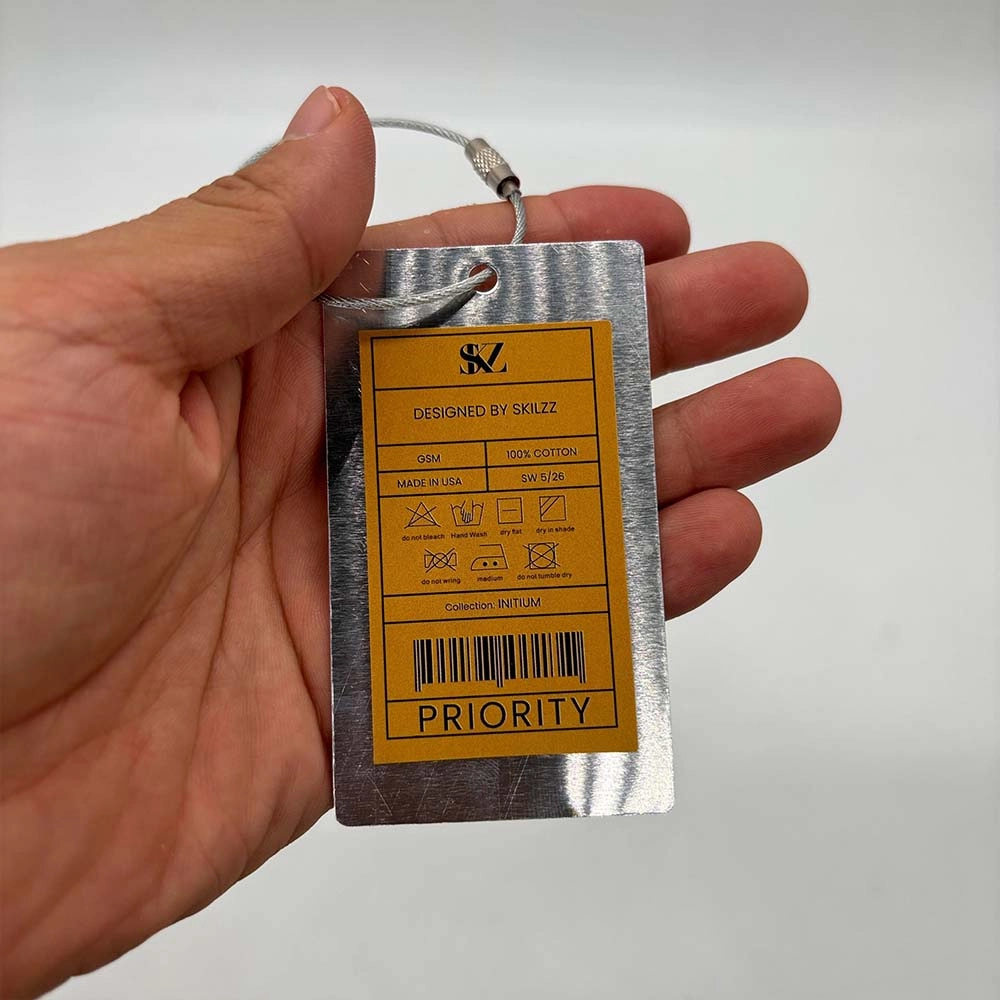 SKZ
DESIGNED BY SKILZZ
GSM 100% COTTON
MADE IN USA SW 5/26
do not bleach Hand Wash dry flat dry in shade
do not wring medium do not tumble dry
Collection: INITIUM
PRIORITY